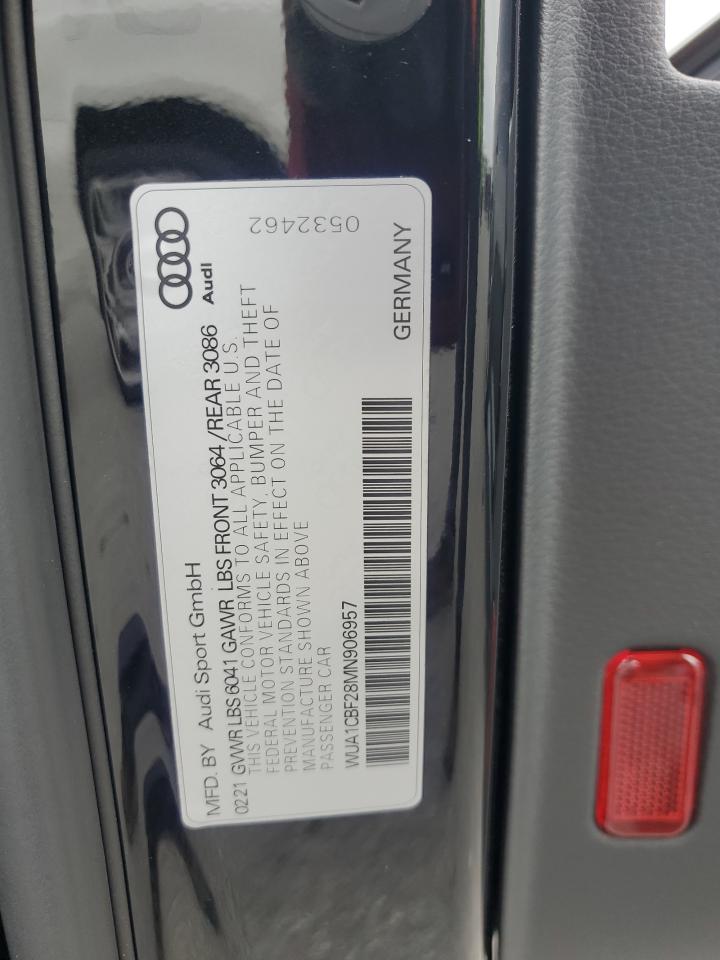 MFD. BY Audi Sport GmbH
Audi
0221 GVWR LBS 6041 GAWR LBS FRONT 3064 /REAR 3086
THIS VEHICLE CONFORMS TO ALL APPLICABLE U.S.
FEDERAL MOTOR VEHICLE SAFETY, BUMPER AND THEFT
PREVENTION STANDARDS IN EFFECT ON THE DATE OF
MANUFACTURE SHOWN ABOVE
PASSENGER CAR
WUA1CBF28MN906957
GERMANY
0532462